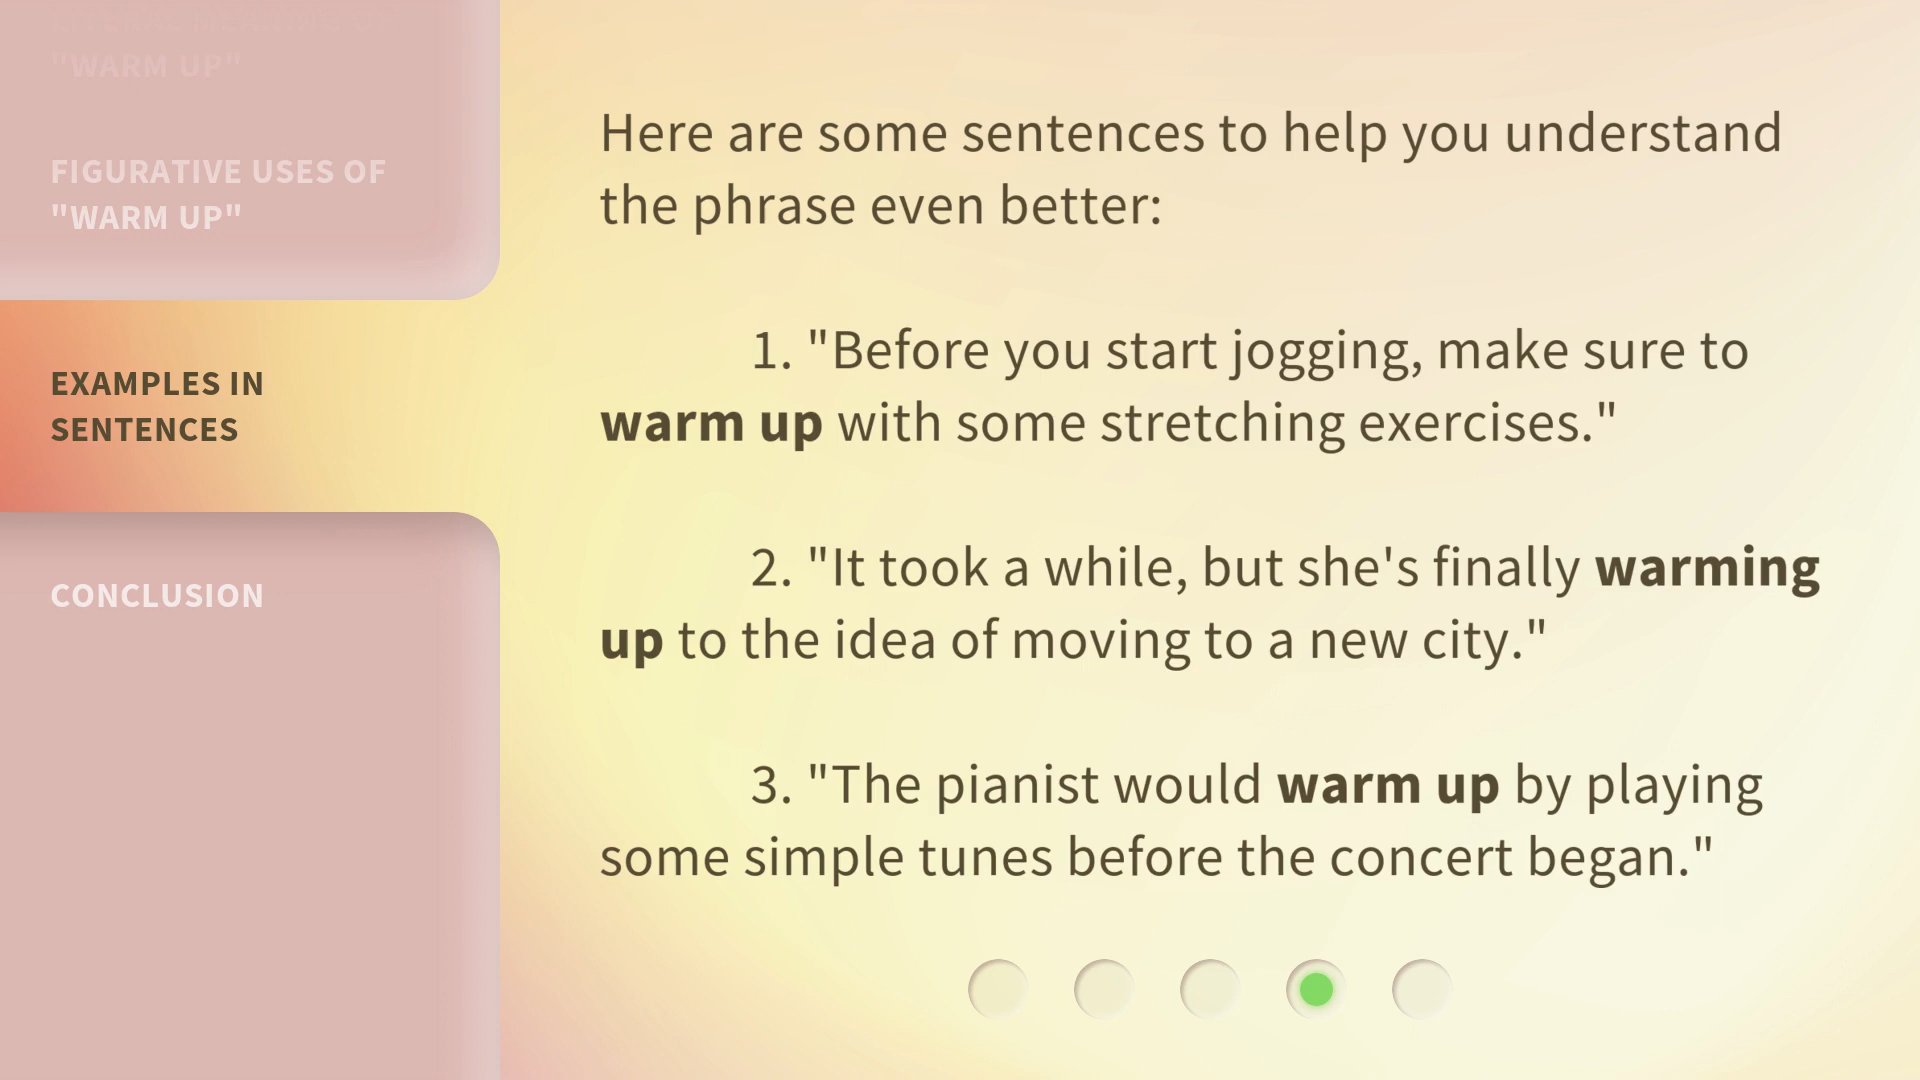 "WARM UP"
FIGURATIVE USES OF
"WARM UP"
EXAMPLES IN
SENTENCES
CONCLUSION
Here are some sentences to help you understand
the phrase even better:
1. "Before you start jogging, make sure to
warm up with some stretching exercises."
2. "It took a while, but she's finally warming
up to the idea of moving to a new city."
3. "The pianist would warm up by playing
some simple tunes before the concert began."